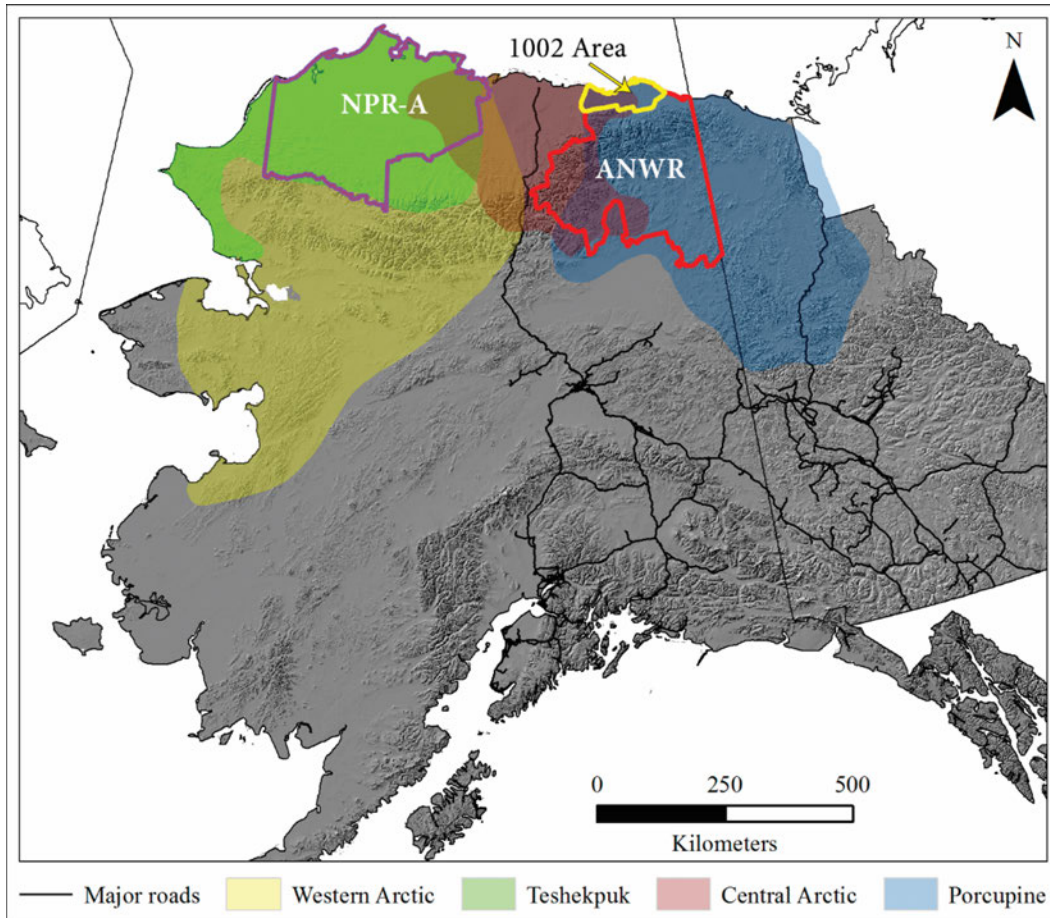 1002 Area
N
NPR-A
ANWR
0 250 500
Kilometers
Major roads Western Arctic Teshekpuk Central Arctic Porcupine